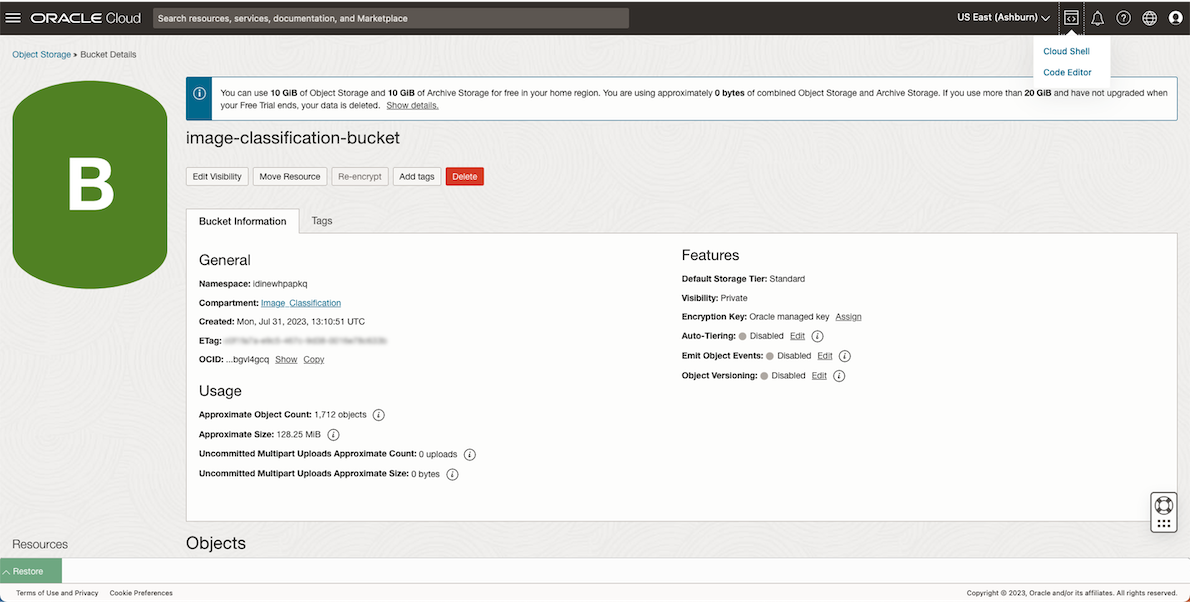 ORACLE Cloud
Search resources, services, documentation, and Marketplace
US East (Ashburn)
Cloud Shell
Code Editor
Object Storage » Bucket Details
B
You can use 10 GiB of Object Storage and 10 GiB of Archive Storage for free in your home region. You are using approximately 0 bytes of combined Object Storage and Archive Storage. If you use more than 20 GiB and have not upgraded when
your Free Trial ends, your data is deleted. Show details.
image-classification-bucket
Edit Visibility Move Resource Re-encrypt Add tags Delete
Bucket Information Tags
General
Namespace: idinewhpapkq
Compartment: Image_Classification
Created: Mon, Jul 31, 2023, 13:10:51 UTC
ETag:
OCID: ...bgvl4gcq Show Copy
Usage
Approximate Object Count: 1,712 objects
Approximate Size: 128.25 MiB
Uncommitted Multipart Uploads Approximate Count: 0 uploads
Uncommitted Multipart Uploads Approximate Size: 0 bytes
Features
Default Storage Tier: Standard
Visibility: Private
Encryption Key: Oracle managed key Assign
Auto-Tiering: Disabled Edit
Emit Object Events: Disabled Edit
Object Versioning: Disabled Edit
Resources
Objects
Restore
Terms of Use and Privacy Cookie Preferences
Copyright © 2023, Oracle and/or its affiliates. All rights reserved.